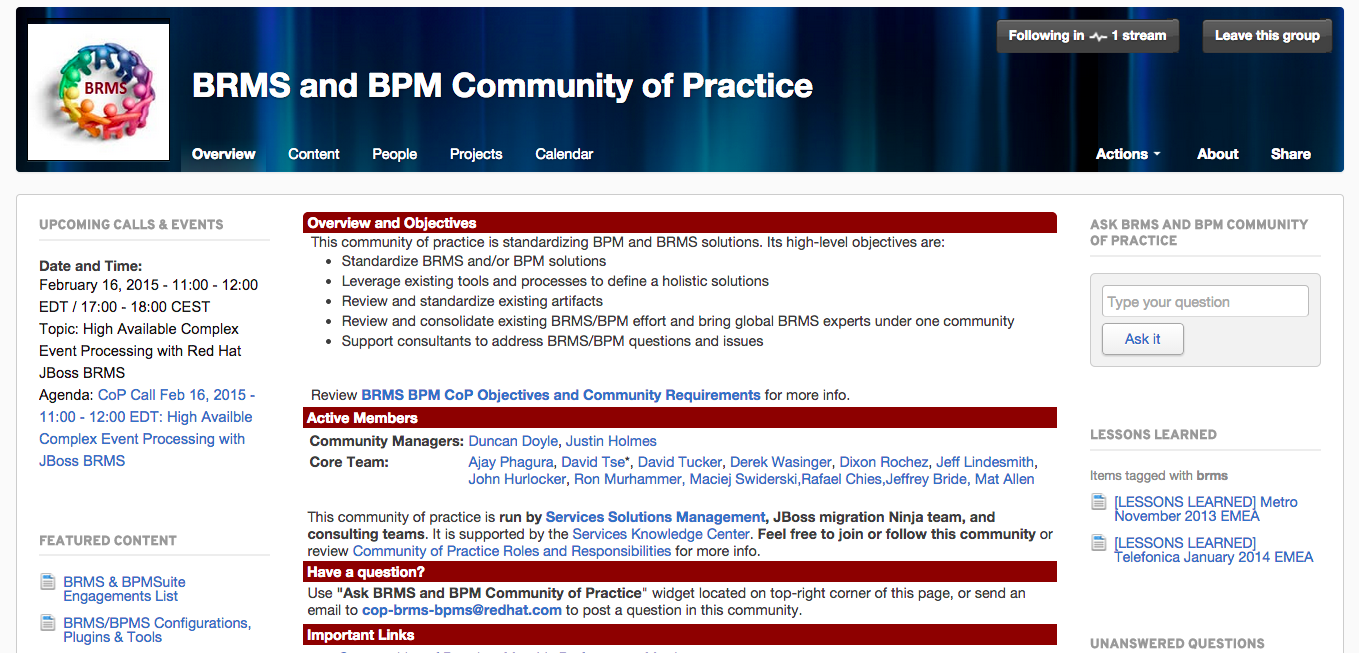 Following in 1 stream
Leave this group
BRMS
BRMS and BPM Community of Practice
Overview
Content
People
Projects
Calendar
Actions
About
Share
UPCOMING CALLS & EVENTS
Date and Time:
February 16, 2015 - 11:00 - 12:00
EDT / 17:00 - 18:00 CEST
Topic: High Available Complex
Event Processing with Red Hat
JBoss BRMS
Agenda: CoP Call Feb 16, 2015 -
11:00 - 12:00 EDT: High Availble
Complex Event Processing with
JBoss BRMS
FEATURED CONTENT
BRMS & BPMSuite
Engagements List
BRMS/BPMS Configurations,
Plugins & Tools
Overview and Objectives
This community of practice is standardizing BPM and BRMS solutions. Its high-level objectives are:
• Standardize BRMS and/or BPM solutions
• Leverage existing tools and processes to define a holistic solutions
• Review and standardize existing artifacts
• Review and consolidate existing BRMS/BPM effort and bring global BRMS experts under one community
• Support consultants to address BRMS/BPM questions and issues
Review BRMS BPM CoP Objectives and Community Requirements for more info.
Active Members
Community Managers: Duncan Doyle, Justin Holmes
Core Team: Ajay Phagura, David Tse*, David Tucker, Derek Wasinger, Dixon Rochez, Jeff Lindesmith,
John Hurlocker, Ron Murhammer, Maciej Swiderski,Rafael Chies,Jeffrey Bride, Mat Allen
This community of practice is run by Services Solutions Management, JBoss migration Ninja team, and
consulting teams. It is supported by the Services Knowledge Center. Feel free to join or follow this community or
review Community of Practice Roles and Responsibilities for more info.
Have a question?
Use "Ask BRMS and BPM Community of Practice" widget located on top-right corner of this page, or send an
email to cop-brms-bpms@redhat.com to post a question in this community.
Important Links
ASK BRMS AND BPM COMMUNITY
OF PRACTICE
Type your question
Ask it
LESSONS LEARNED
Items tagged with brms
[LESSONS LEARNED] Metro
November 2013 EMEA
[LESSONS LEARNED]
Telefonica January 2014 EMEA
UNANSWERED QUESTIONS